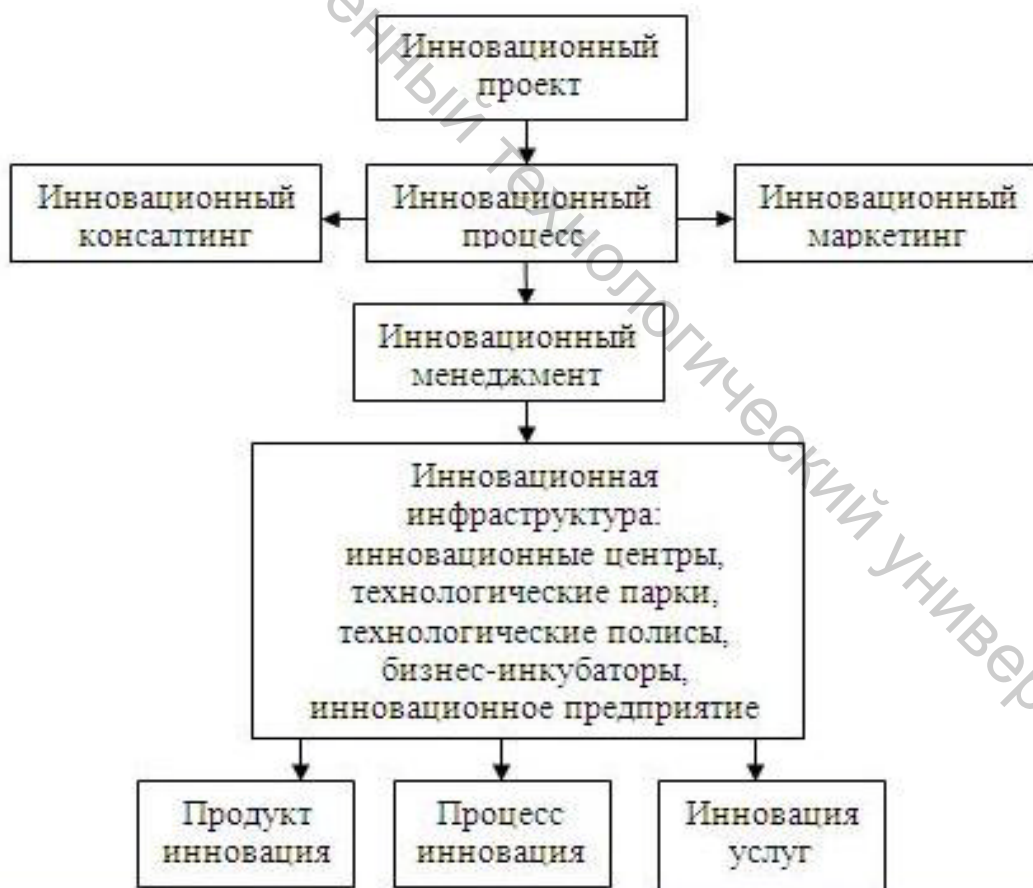 Инновационный
проект
Инновационный
консалтинг
Инновационный
процесс
Инновационный
маркетинг
Инновационный
менеджмент
Инновационная
инфраструктура:
инновационные центры,
технологические парки,
технологические полисы,
бизнес-инкубаторы,
инновационное предприятие
Продукт
инновация
Процесс
инновация
Инновация
услуг
технологический